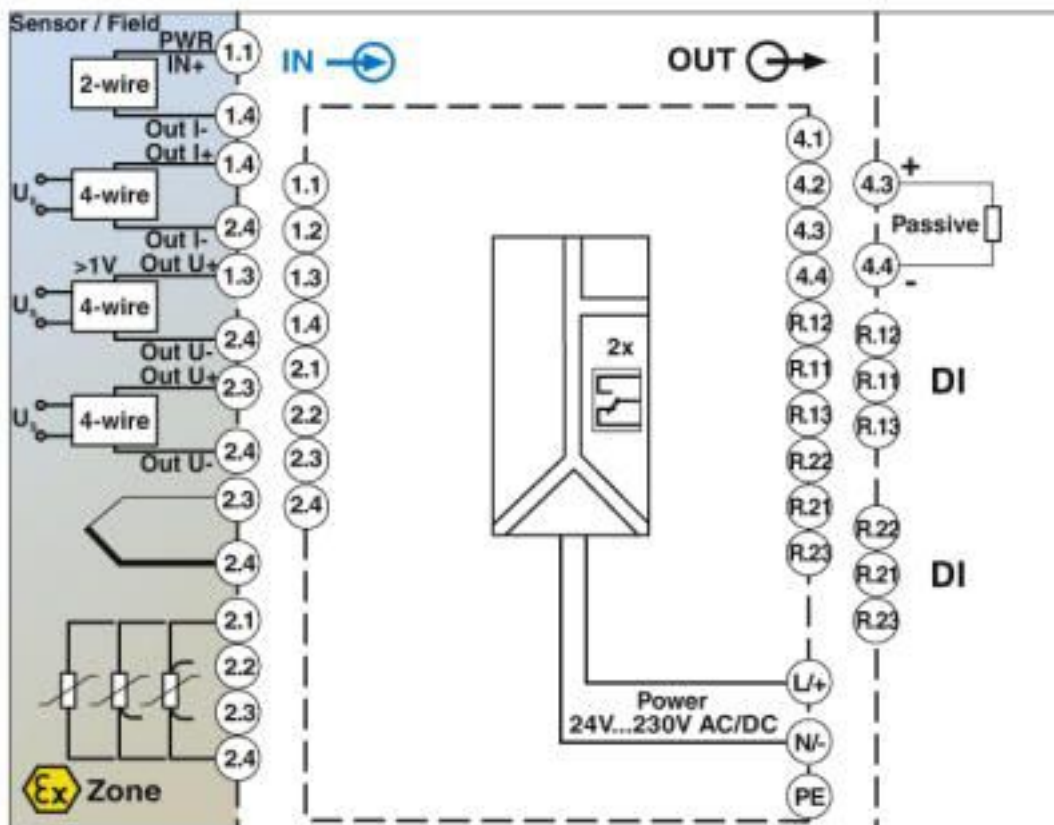 Sensor / Field
PWR
IN+
1.1
2-wire
1.4
Out I-
Out I+
1.4
Us
4-wire
2.4
Out I-
>1V
Out U+
1.3
Us
4-wire
2.4
Out U-
Out U+
2.3
Us
4-wire
2.4
Out U-
2.3
2.4
2.1
2.2
2.3
2.4
Ex Zone
IN
1.1
1.2
1.3
1.4
2.1
2.2
2.3
2.4
2x
Power
24V...230V AC/DC
OUT
4.1
4.2
4.3
4.4
R.12
R.11
R.13
R.22
R.21
R.23
L/+
N/-
PE
4.3
+
Passive
4.4
-
R.12
R.11
DI
R.13
R.22
R.21
DI
R.23